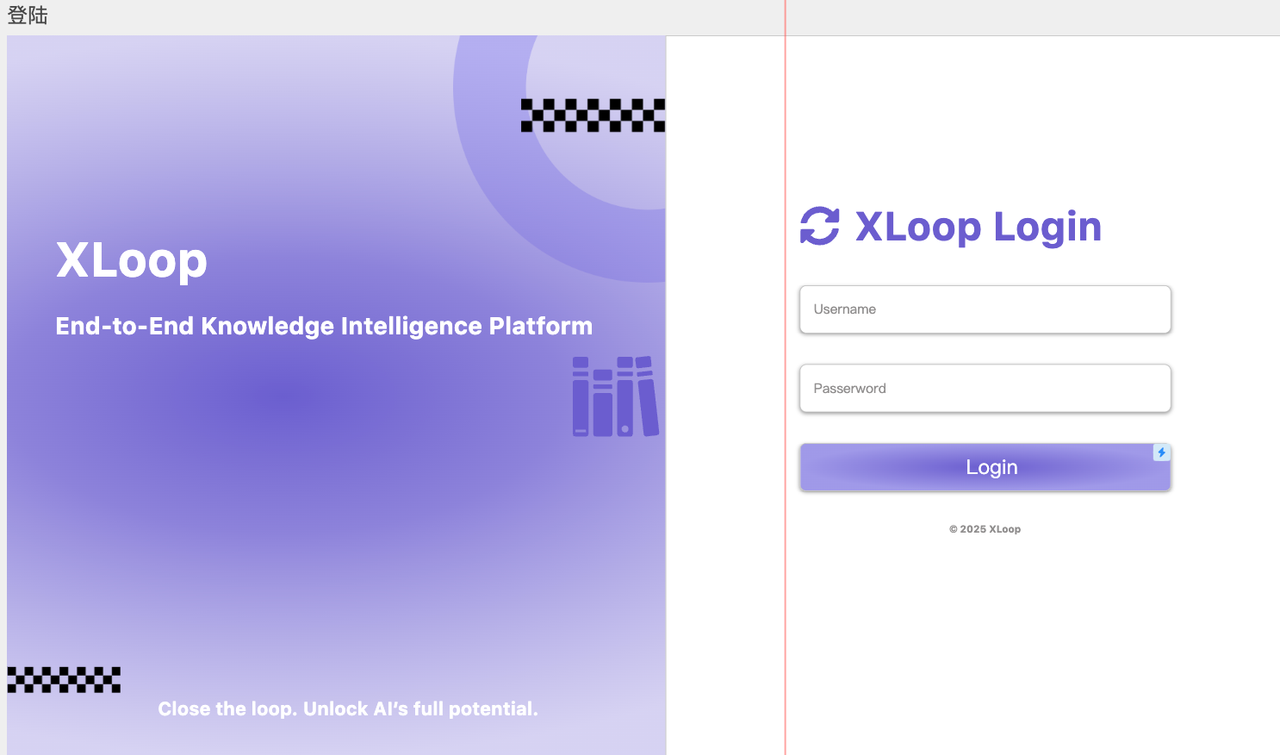 登陆
XLoop
End-to-End Knowledge Intelligence Platform
Close the loop. Unlock AI’s full potential.
XLoop Login
Username
Passerword
Login
© 2025 XLoop